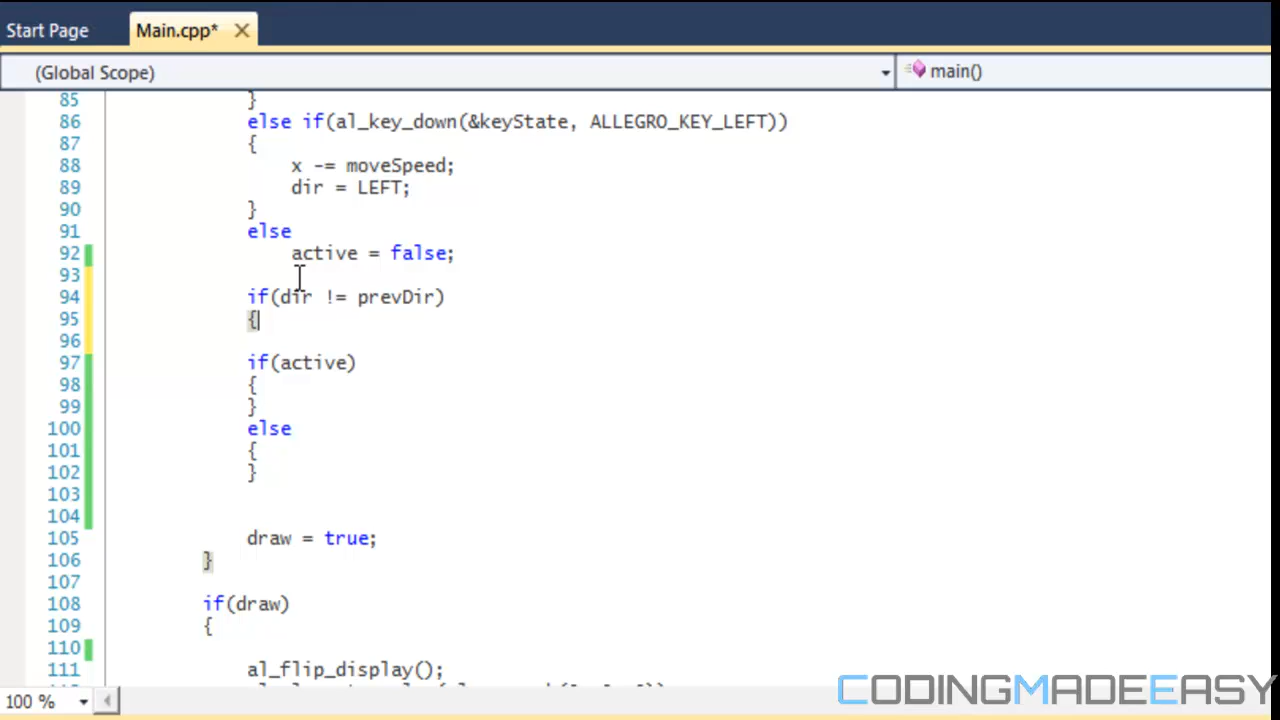 Start Page Main.cpp* X
(Global Scope) main()
85 }
86 else if(al_key_down(&keyState, ALLEGRO_KEY_LEFT))
87 {
88 x -= moveSpeed;
89 dir = LEFT;
90 }
91 else
92 active = false;
93
94 if(dir != prevDir)
95 {
96
97 if(active)
98 {
99 }
100 else
101 {
102 }
103
104
105 draw = true;
106 }
107
108 if(draw)
109 {
110
111 al_flip_display();
100 %
CODINGMADEEASY